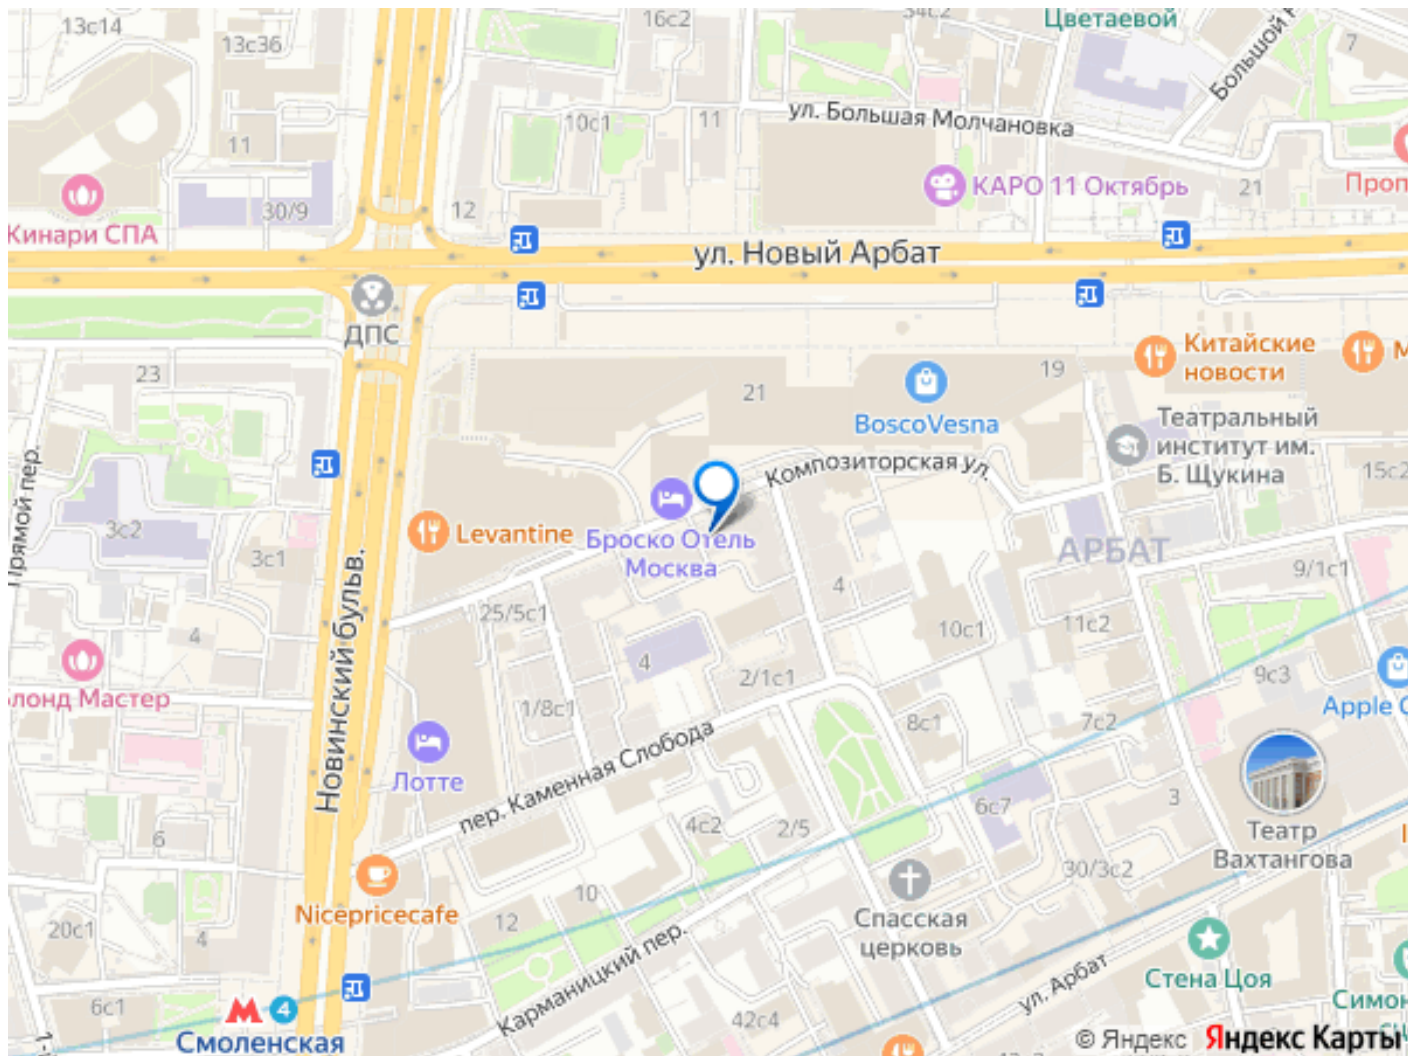 13с14
16с2
34с2
Цветаевой
13с36
Большой
7
11
10с1
11
ул. Большая Молчановка
КАРО 11 Октябрь
21
Кинари СПА
30/9
12
ул. Новый Арбат
ДПС
23
21
19
Китайские
новости
BoscoVesna
Театральный
институт им.
Б. Щукина
15с2
Прямой пер.
Композиторская ул.
3с2
Levantine
Броско Отель
Москва
АРБАТ
3с1
4
9/1с1
25/5с1
10с1
11с2
4
4
2/1с1
9с3
1/8с1
8с1
7с2
Новинский бульв.
Лотте
пер. Каменная Слобода
6с7
3
Театр
Вахтангова
6
4с2
2/5
30/3с2
Nicepricecafe
10
12
Спасская
церковь
20с1
4
Карманицкий пер.
ул. Арбат
Стена Цоя
6с1
4
Смоленская
42с4
© Яндекс Яндекс Карты